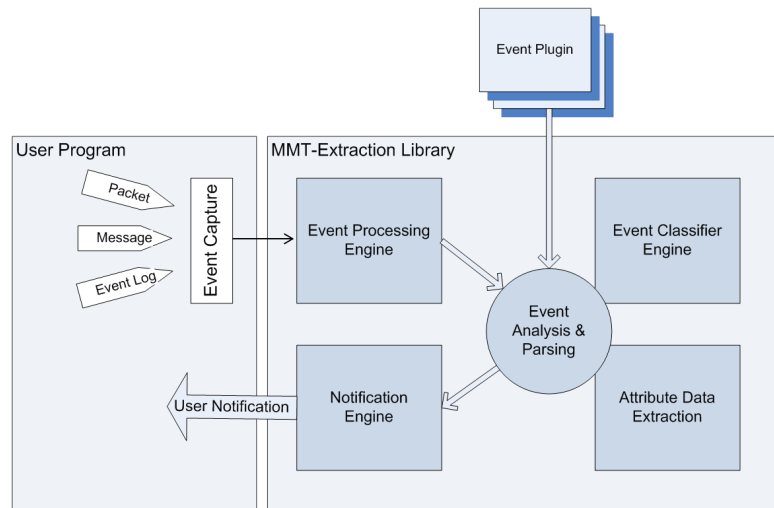 Event Plugin
User Program
MMT-Extraction Library
Packet
Message
Event Log
Event Capture
Event Processing
Engine
Event Classifier
Engine
Event
Analysis &
Parsing
User Notification
Notification
Engine
Attribute Data
Extraction